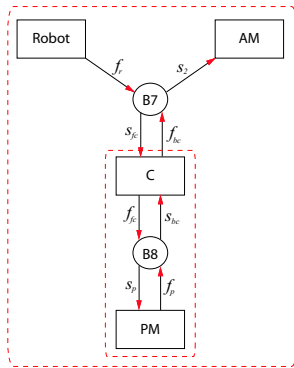 Robot AM
f_r s_2
B7
s_fc f_bc
C
f_fc s_bc
B8
s_p f_p
PM